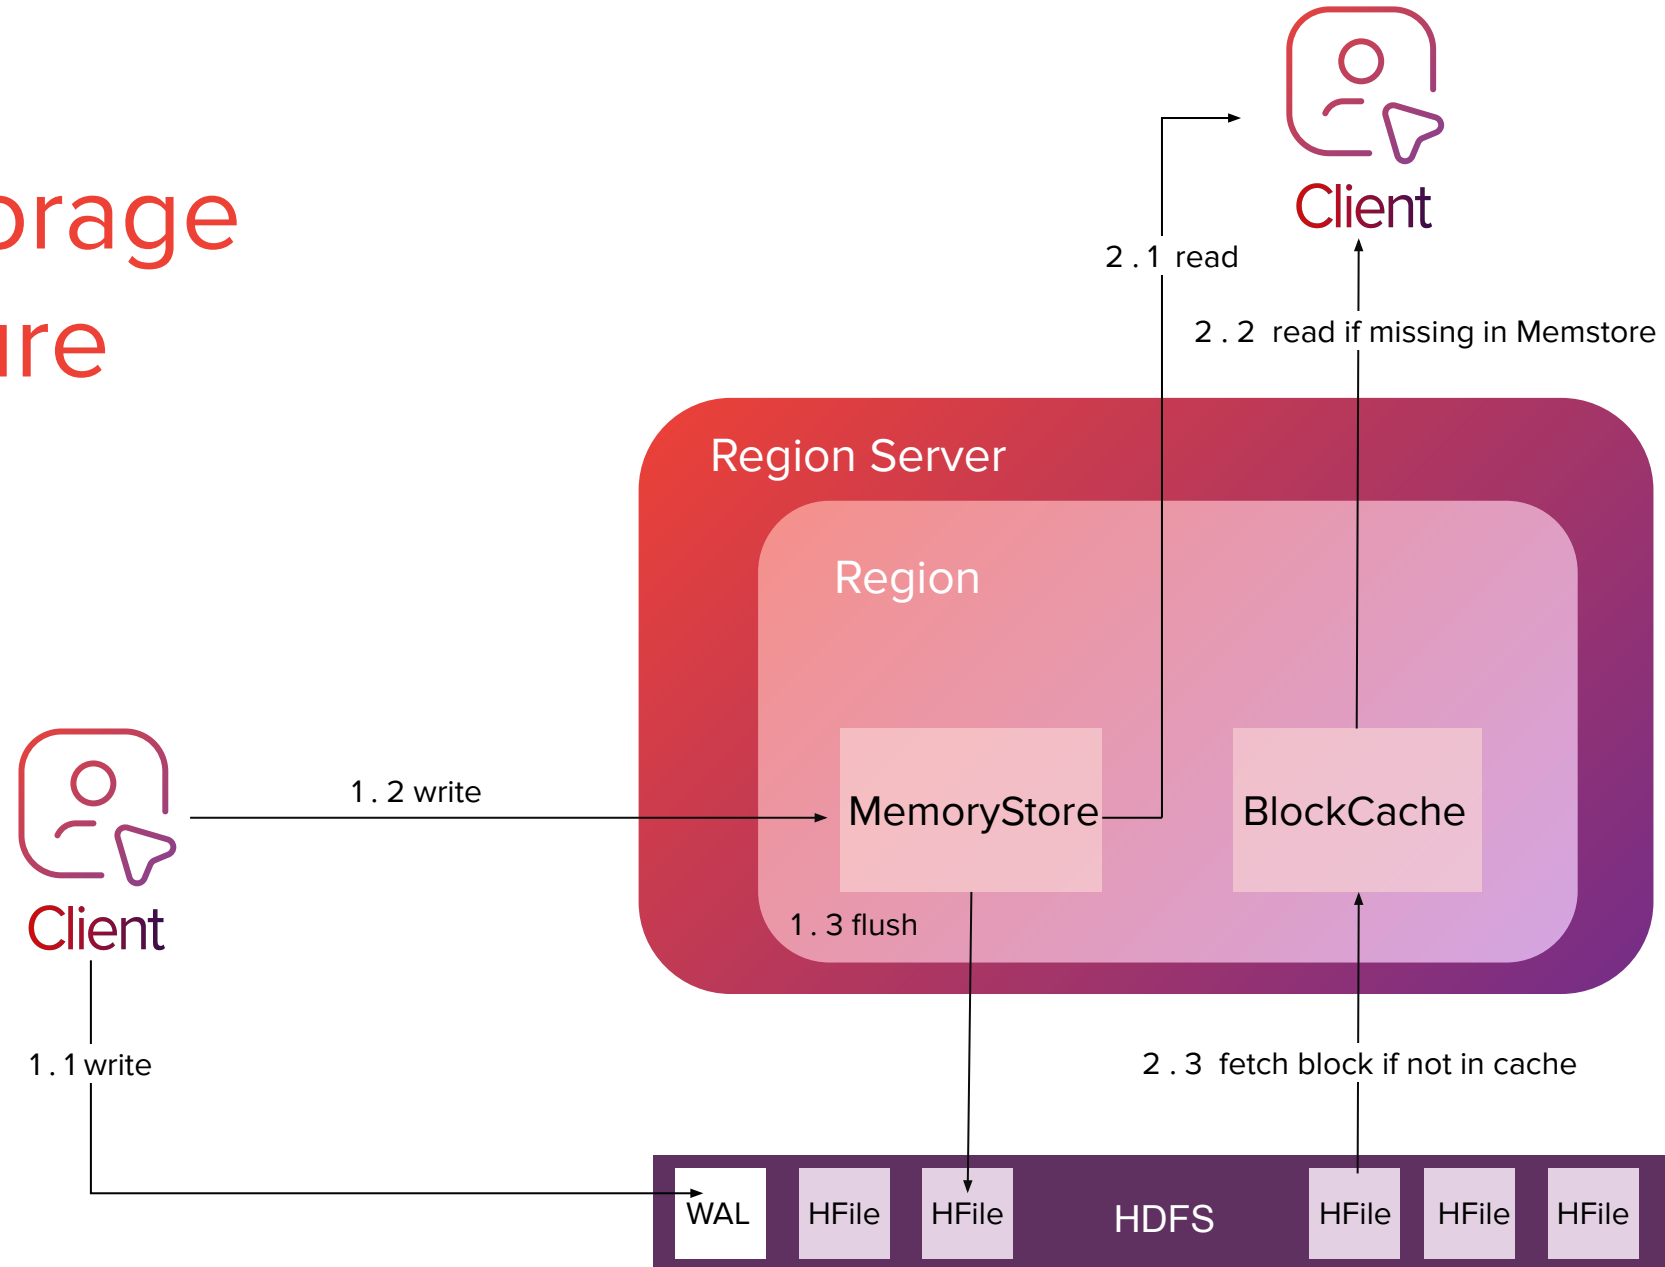 Client
2.1 read
2.2 read if missing in Memstore
Region Server
Region
MemoryStore
BlockCache
1.2 write
Client
1.3 flush
1.1 write
2.3 fetch block if not in cache
WAL
HFile
HFile
HDFS
HFile
HFile
HFile